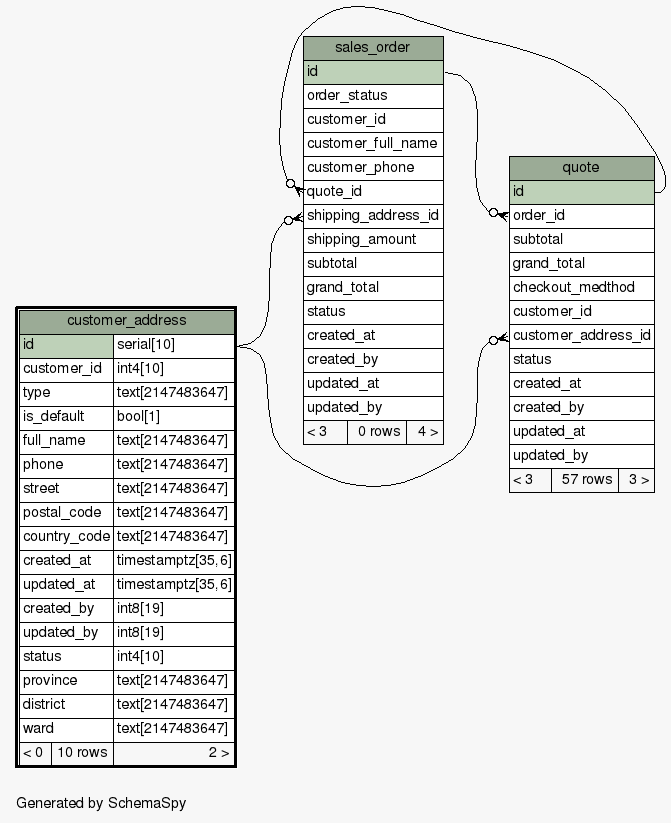 sales_order
id
order_status
customer_id
customer_full_name
customer_phone
quote_id
shipping_address_id
shipping_amount
subtotal
grand_total
status
created_at
created_by
updated_at
updated_by
< 3 0 rows 4 >
quote
id
order_id
subtotal
grand_total
checkout_medthod
customer_id
customer_address_id
status
created_at
created_by
updated_at
updated_by
< 3 57 rows 3 >
customer_address
id serial[10]
customer_id int4[10]
type text[2147483647]
is_default bool[1]
full_name text[2147483647]
phone text[2147483647]
street text[2147483647]
postal_code text[2147483647]
country_code text[2147483647]
created_at timestamptz[35,6]
updated_at timestamptz[35,6]
created_by int8[19]
updated_by int8[19]
status int4[10]
province text[2147483647]
district text[2147483647]
ward text[2147483647]
< 0 10 rows 2 >
Generated by SchemaSpy